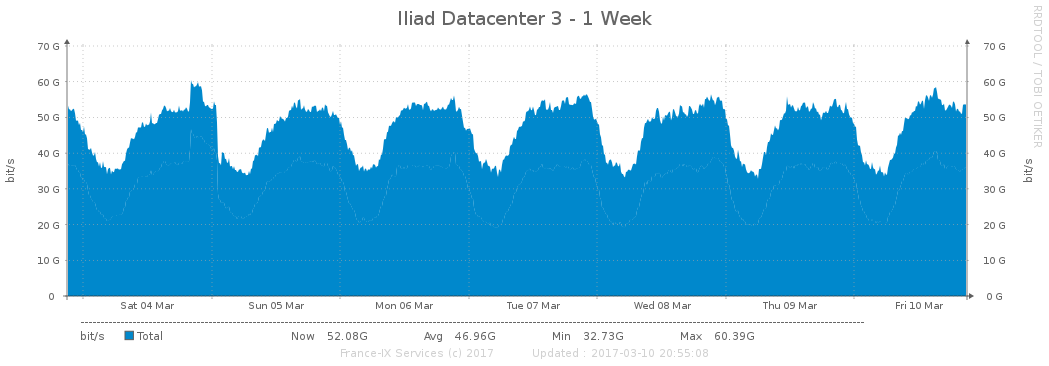 Iliad Datacenter 3 - 1 Week
RRDTOOL / TOBI OETIKER
70 G 70 G
60 G 60 G
50 G 50 G
40 G 40 G
30 G 30 G
20 G 20 G
10 G 10 G
0 0 G
bit/s bit/s
Sat 04 Mar Sun 05 Mar Mon 06 Mar Tue 07 Mar Wed 08 Mar Thu 09 Mar Fri 10 Mar
bit/s Total Now 52.08G Avg 46.96G Min 32.73G Max 60.39G
France-IX Services (c) 2017 Updated : 2017-03-10 20:55:08